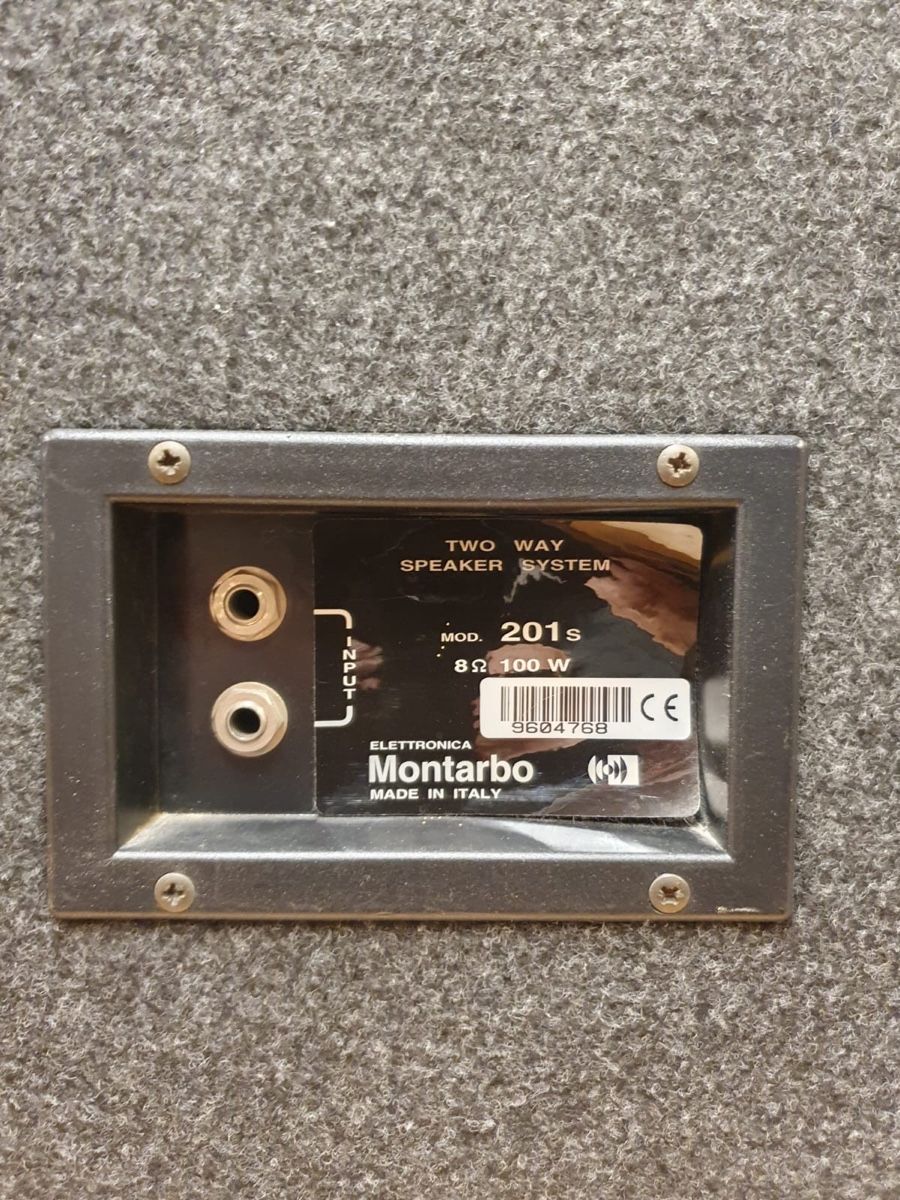 TWO WAY
SPEAKER SYSTEM
MOD. 201s
8Ω 100 W
INPUT
9604768
CE
ELETTRONICA
Montarbo
MADE IN ITALY